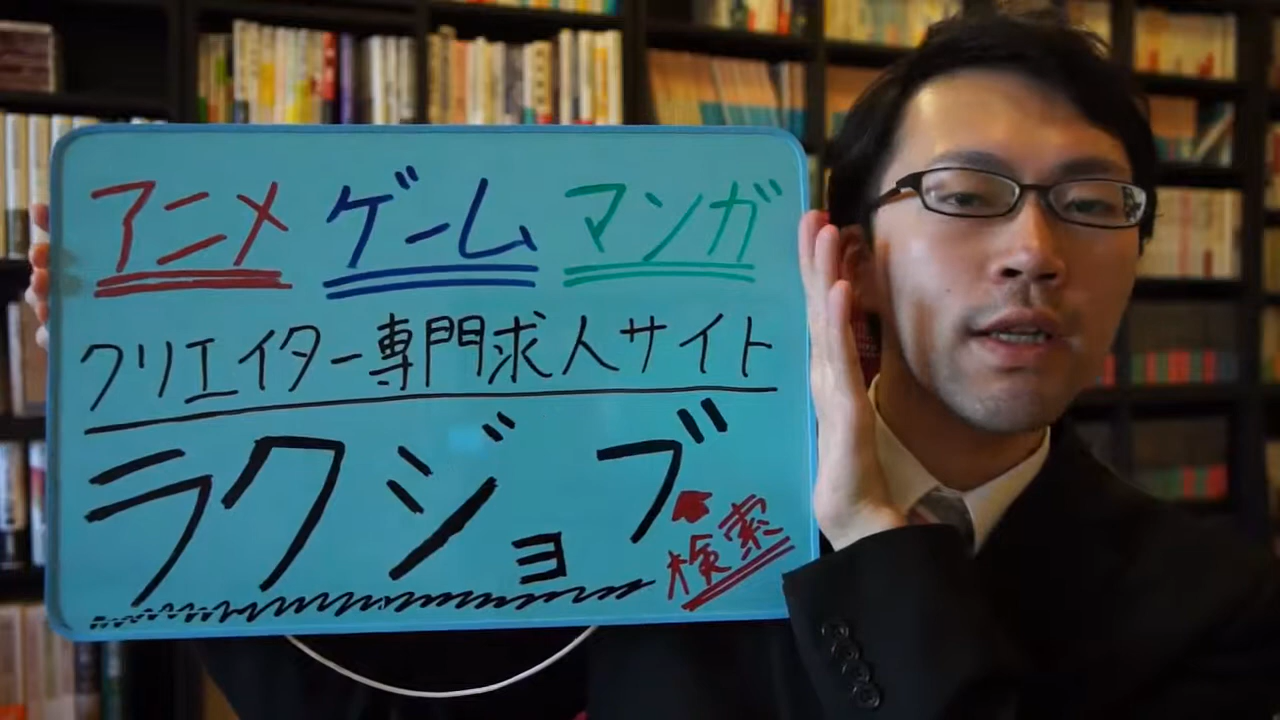 アニメ ゲーム マンガ
クリエイター専門求人サイト
ラクジョブ
検索